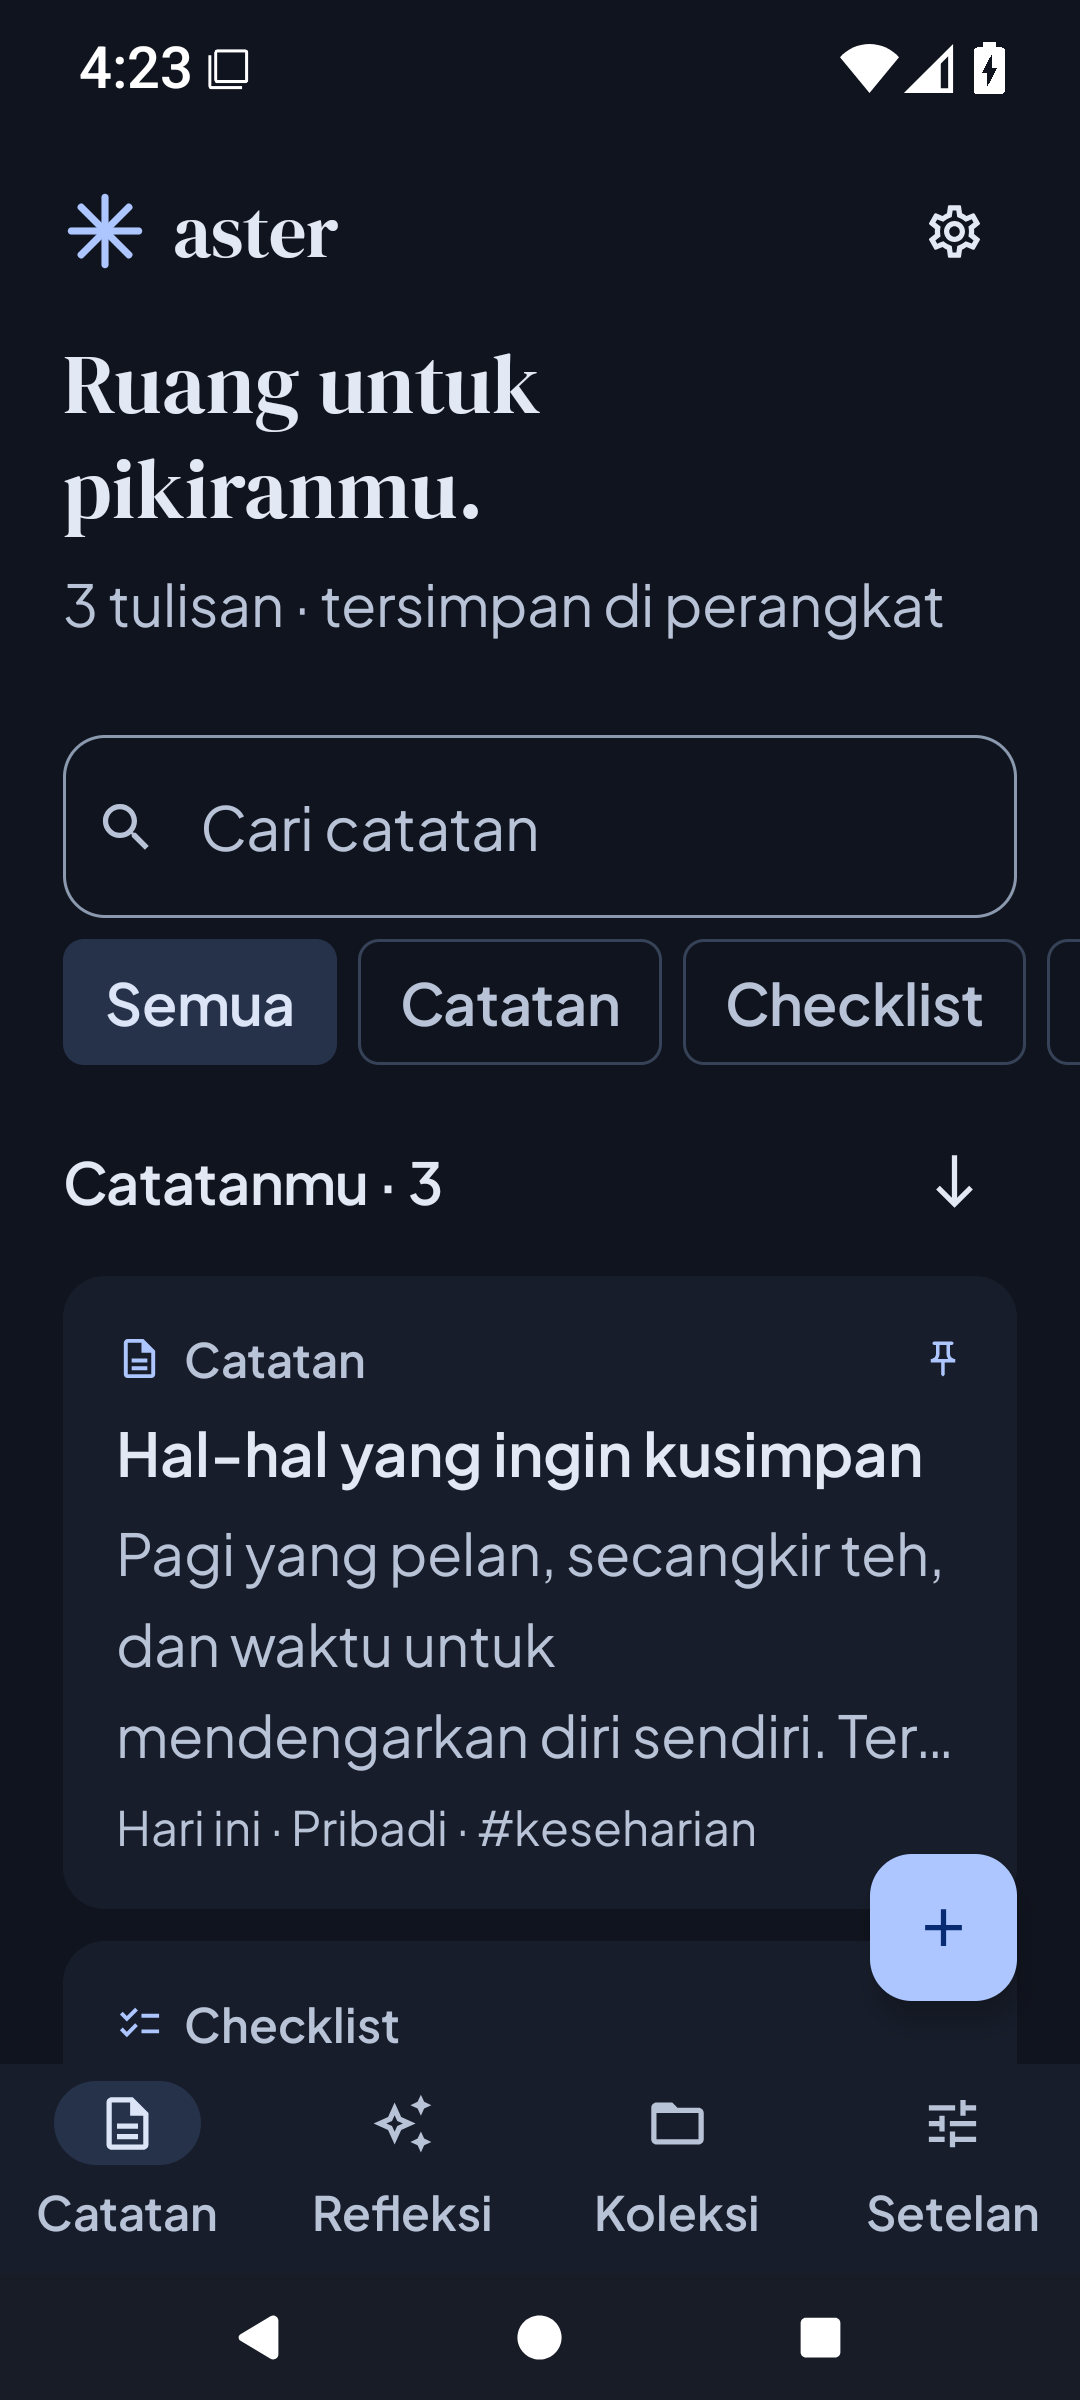 4:23
aster
Ruang untuk
pikiranmu.
3 tulisan · tersimpan di perangkat
Cari catatan
Semua
Catatan
Checklist
Catatanmu · 3
Catatan
Hal-hal yang ingin kusimpan
Pagi yang pelan, secangkir teh,
dan waktu untuk
mendengarkan diri sendiri. Ter…
Hari ini · Pribadi · #keseharian
Checklist
Catatan
Refleksi
Koleksi
Setelan